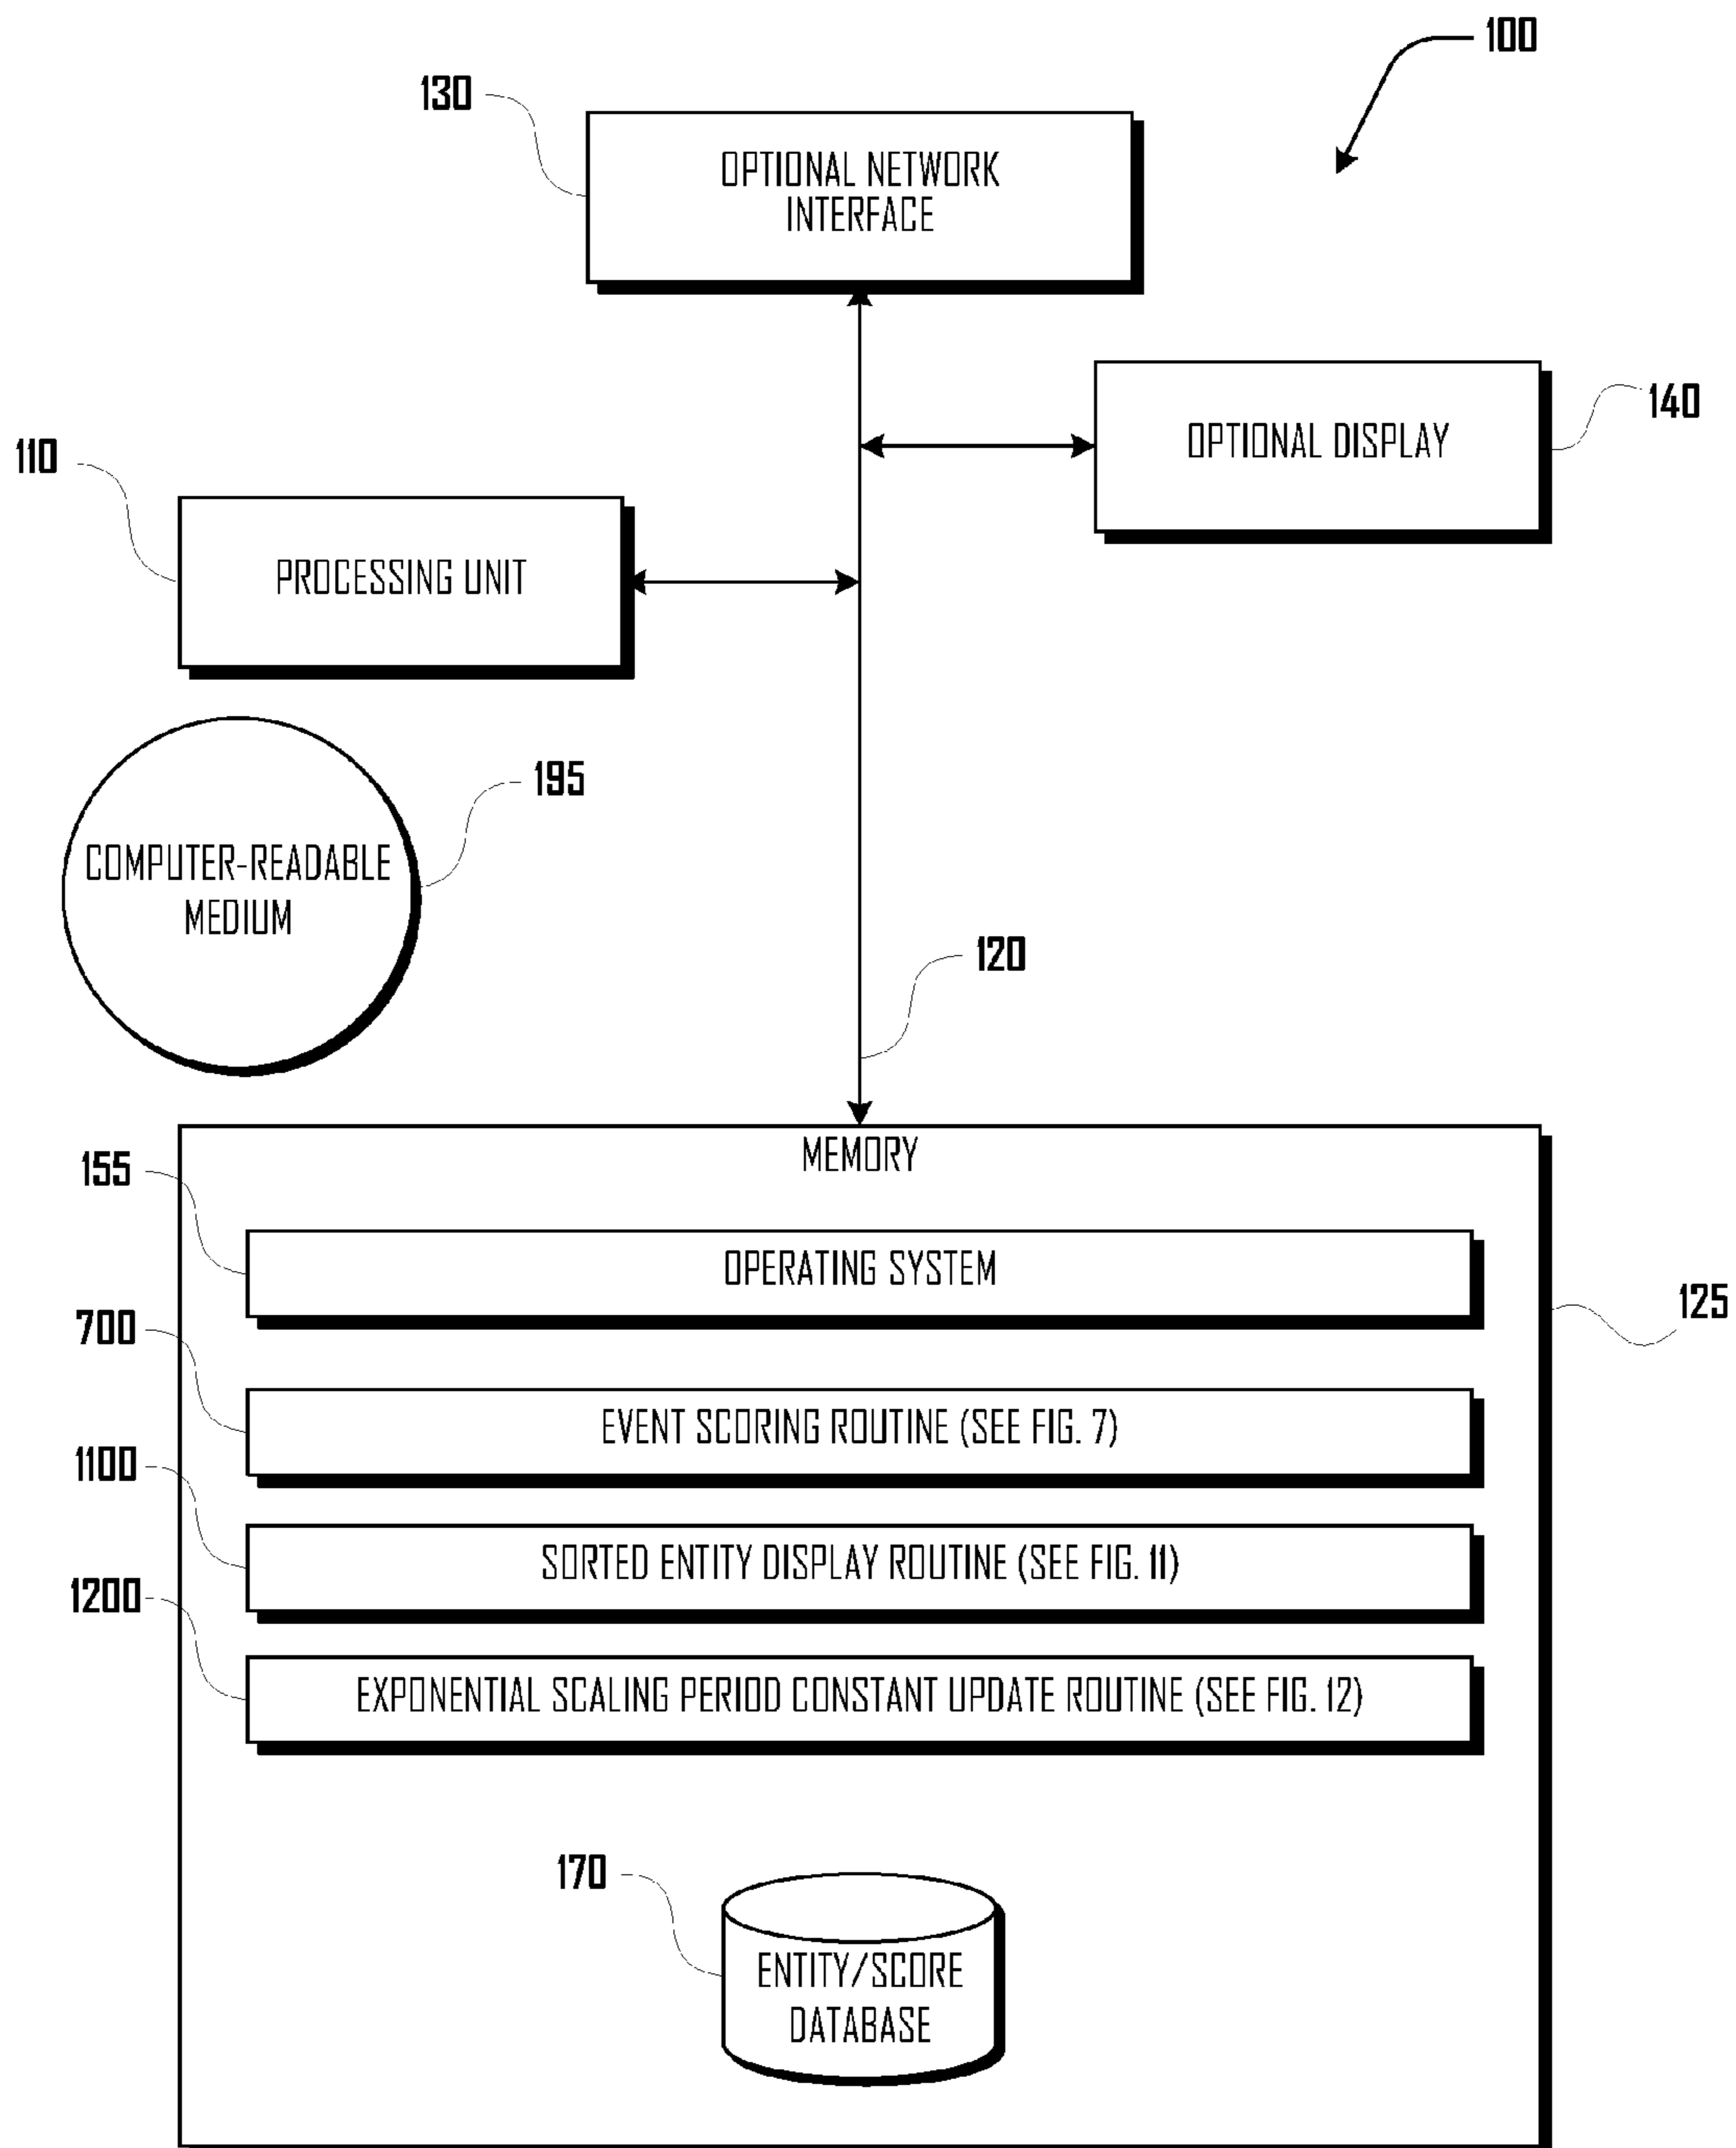 100
130
OPTIONAL NETWORK
INTERFACE
140
OPTIONAL DISPLAY
110
PROCESSING UNIT
195
COMPUTER-READABLE
MEDIUM
120
MEMORY
155
OPERATING SYSTEM
125
700
EVENT SCORING ROUTINE (SEE FIG. 7)
1100
SORTED ENTITY DISPLAY ROUTINE (SEE FIG. 11)
1200
EXPONENTIAL SCALING PERIOD CONSTANT UPDATE ROUTINE (SEE FIG. 12)
170
ENTITY/SCORE
DATABASE